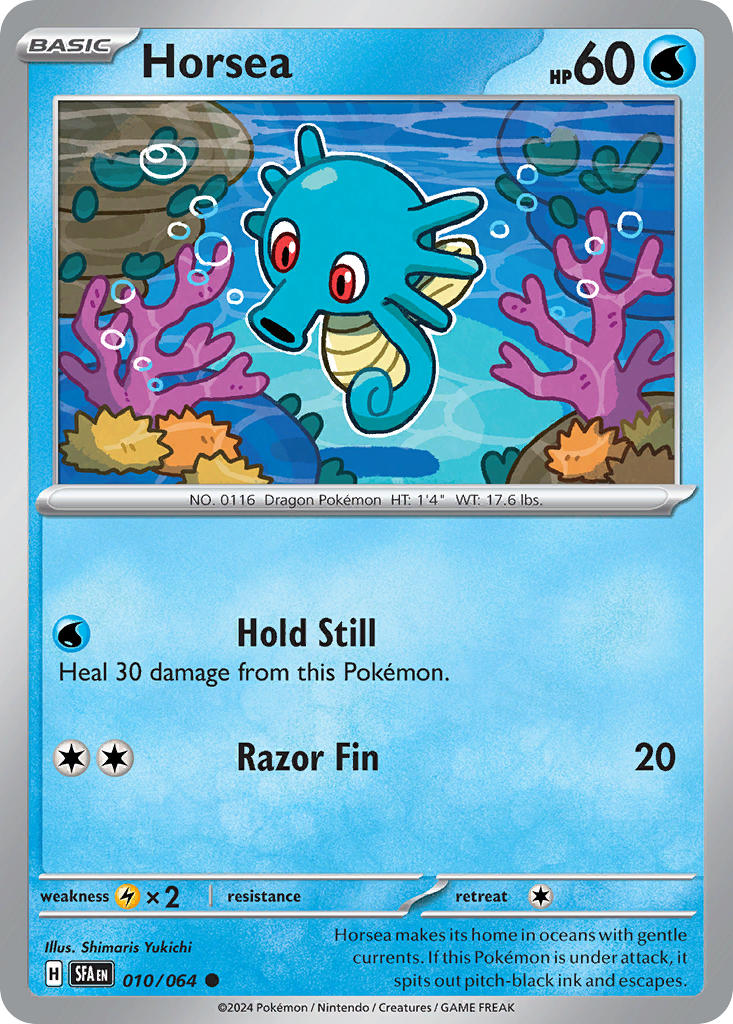 BASIC
Horsea
HP 60
NO. 0116 Dragon Pokémon HT: 1'4" WT: 17.6 lbs.
Hold Still
Heal 30 damage from this Pokémon.
Razor Fin 20
weakness ×2 resistance retreat
Illus. Shimaris Yukichi
H SFA EN 010/064
Horsea makes its home in oceans with gentle
currents. If this Pokémon is under attack, it
spits out pitch-black ink and escapes.
©2024 Pokémon / Nintendo / Creatures / GAME FREAK